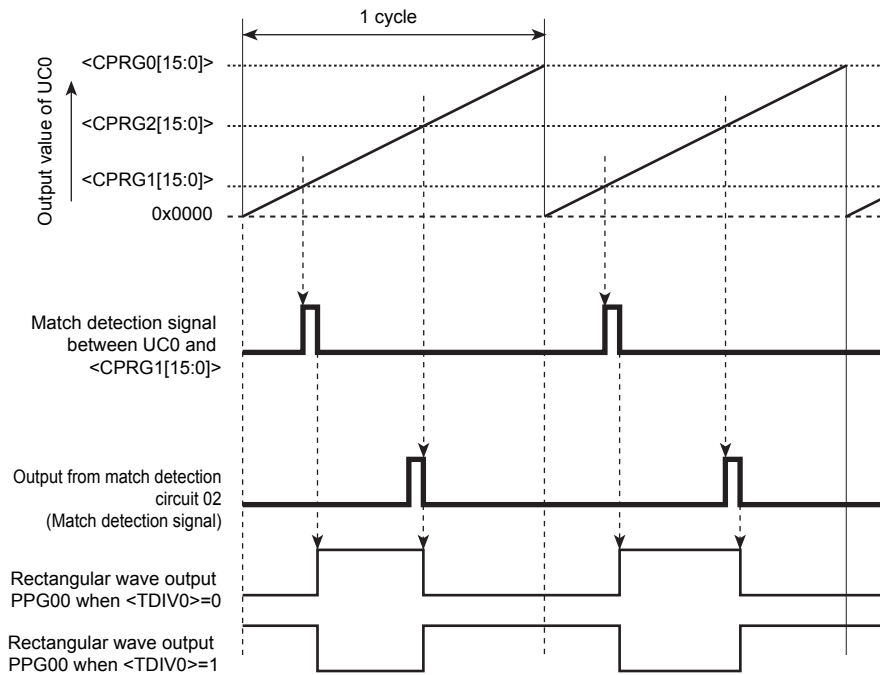 1 cycle
Output value of UC0
<CPRG0[15:0]>
<CPRG2[15:0]>
<CPRG1[15:0]>
0x0000
Match detection signal
between UC0 and
<CPRG1[15:0]>
Output from match detection
circuit 02
(Match detection signal)
Rectangular wave output
PPG00 when <TDIV0>=0
Rectangular wave output
PPG00 when <TDIV0>=1